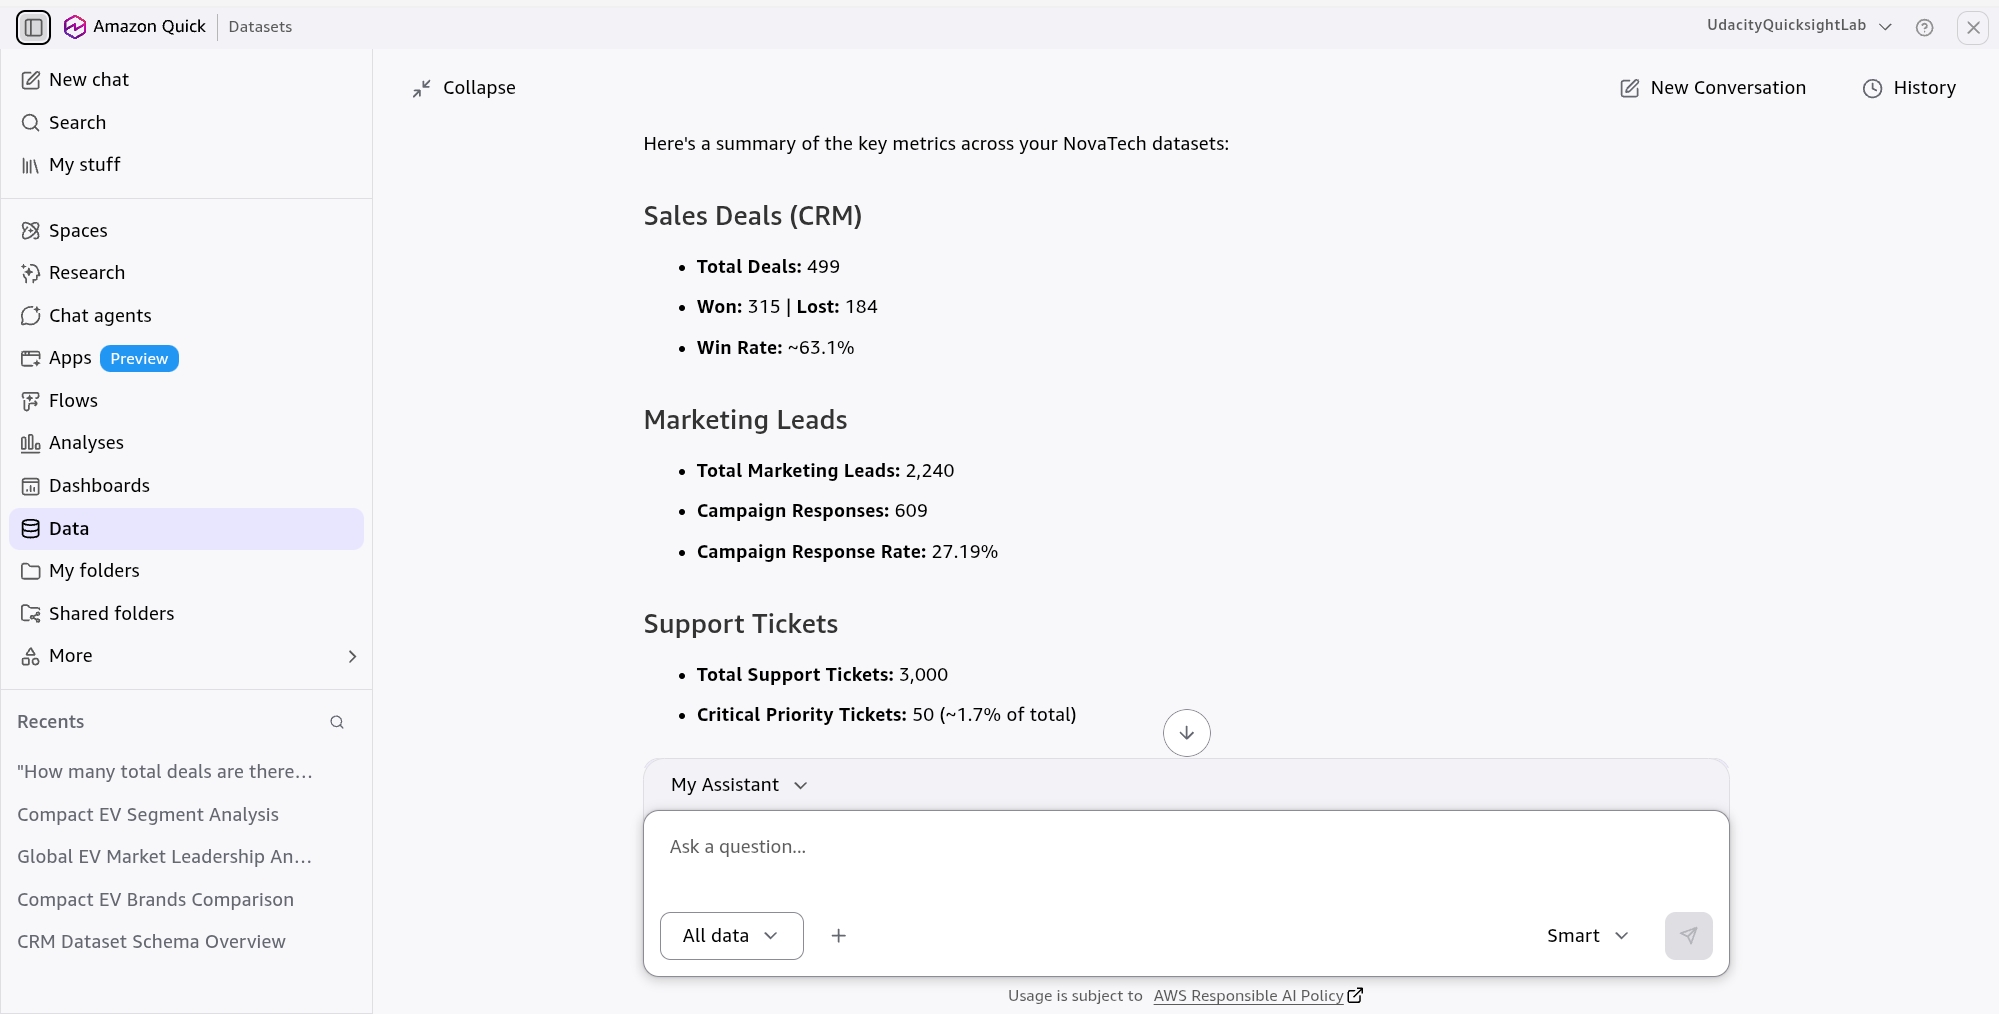 Amazon Quick
Datasets
UdacityQuicksightLab
New chat
Search
My stuff
Spaces
Research
Chat agents
Apps Preview
Flows
Analyses
Dashboards
Data
My folders
Shared folders
More
Recents
"How many total deals are there...
Compact EV Segment Analysis
Global EV Market Leadership An...
Compact EV Brands Comparison
CRM Dataset Schema Overview
Collapse
New Conversation
History
Here's a summary of the key metrics across your NovaTech datasets:
Sales Deals (CRM)
• Total Deals: 499
• Won: 315 | Lost: 184
• Win Rate: ~63.1%
Marketing Leads
• Total Marketing Leads: 2,240
• Campaign Responses: 609
• Campaign Response Rate: 27.19%
Support Tickets
• Total Support Tickets: 3,000
• Critical Priority Tickets: 50 (~1.7% of total)
My Assistant
Ask a question...
All data
Smart
Usage is subject to AWS Responsible AI Policy